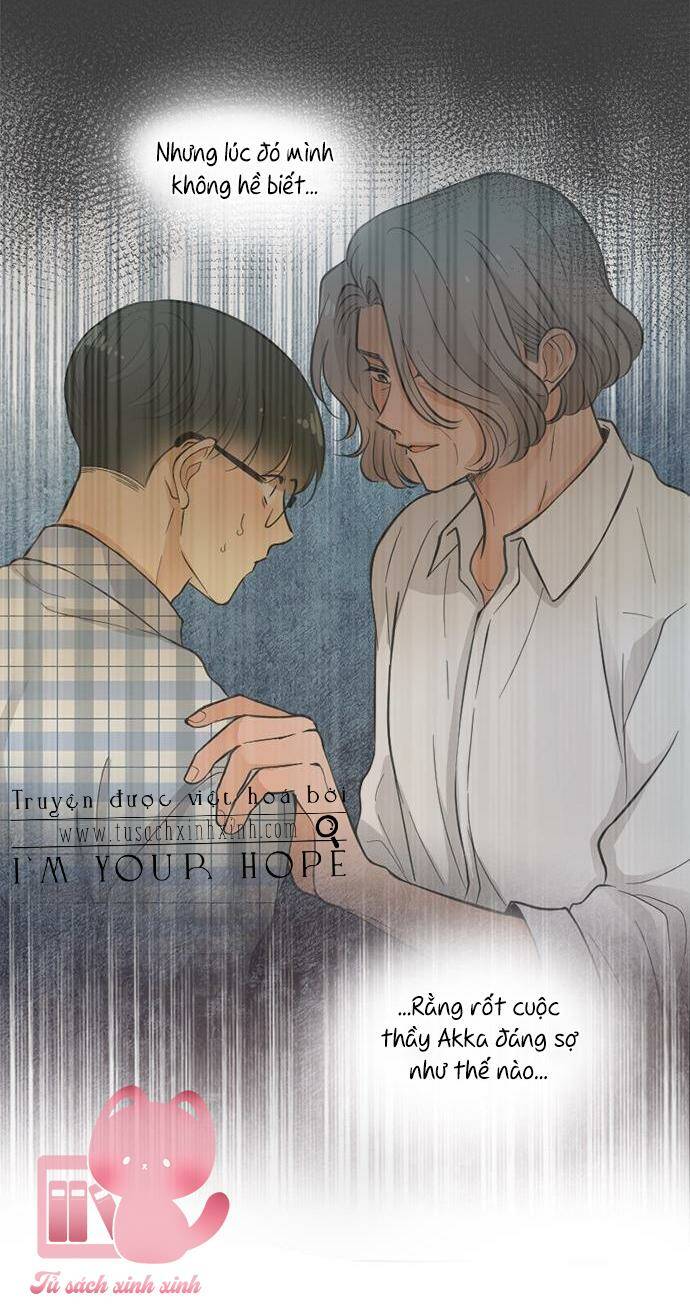 Nhưng lúc đó mình
không hề biết...
Truyện được việt hoá bởi
www.tusachxinhxinh.com
I'M YOUR HOPE
...Rằng rốt cuộc
thầy Akka đáng sợ
như thế nào...
Tủ sách xinh xinh